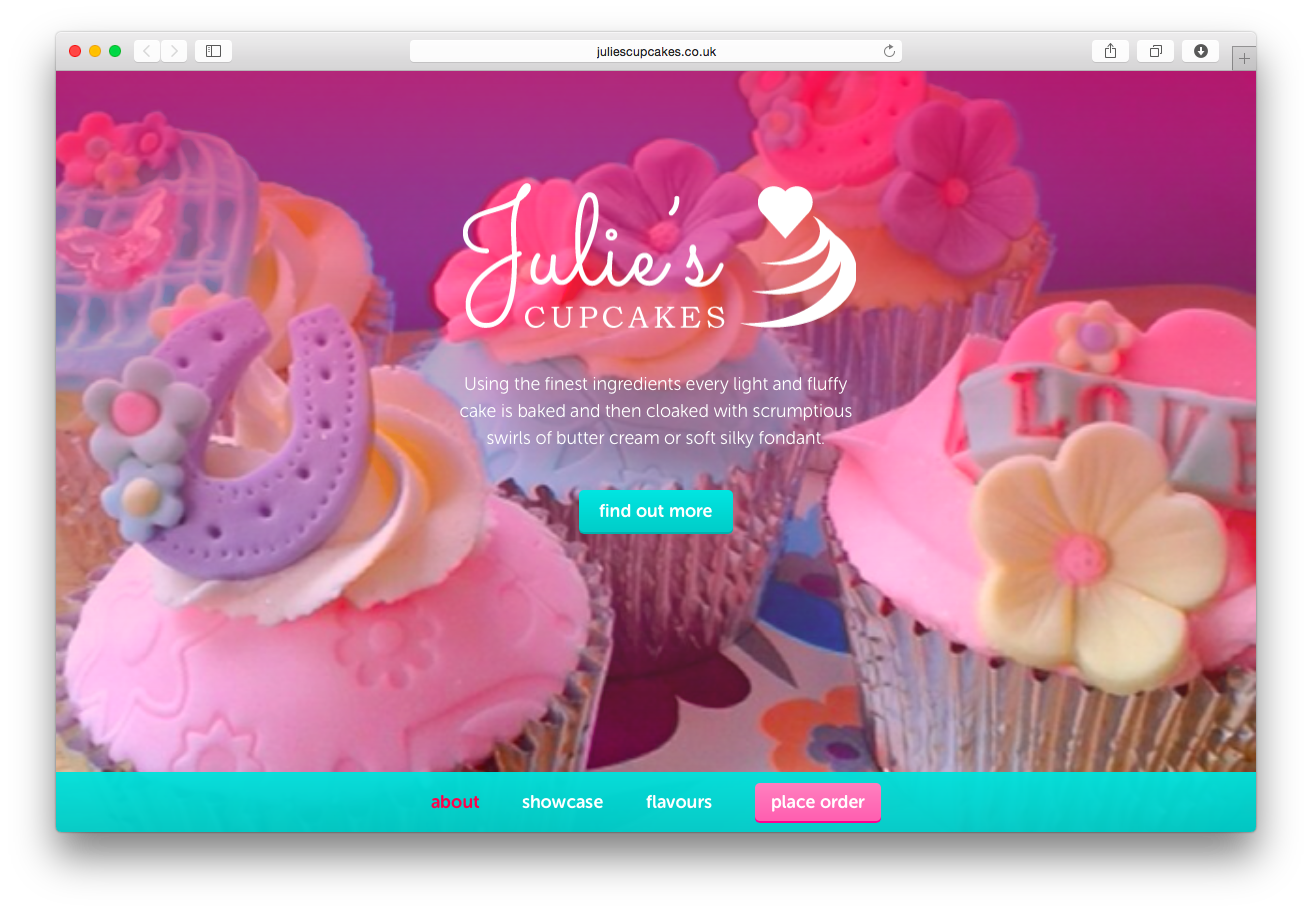 juliescupcakes.co.uk
Julie's
CUPCAKES
Using the finest ingredients every light and fluffy
cake is baked and then cloaked with scrumptious
swirls of butter cream or soft silky fondant.
LOVE
find out more
about showcase flavours place order